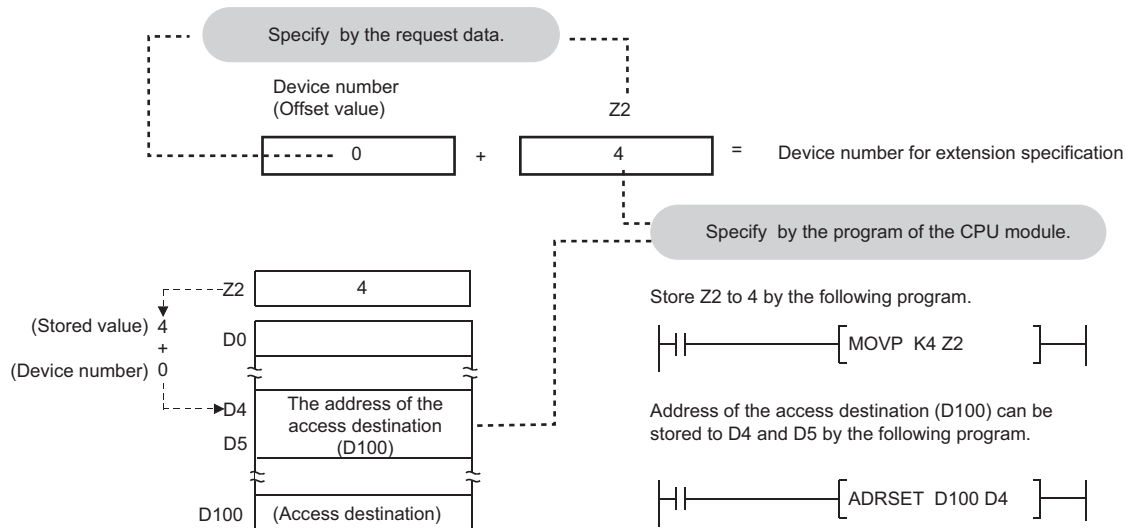 Specify by the request data.
Device number
(Offset value)
Z2
0
+
4
=
Device number for extension specification
Specify by the program of the CPU module.
Z2
4
(Stored value) 4
+
(Device number) 0
D0
D4
D5
The address of the
access destination
(D100)
D100
(Access destination)
Store Z2 to 4 by the following program.
MOVP K4 Z2
Address of the access destination (D100) can be
stored to D4 and D5 by the following program.
ADRSET D100 D4